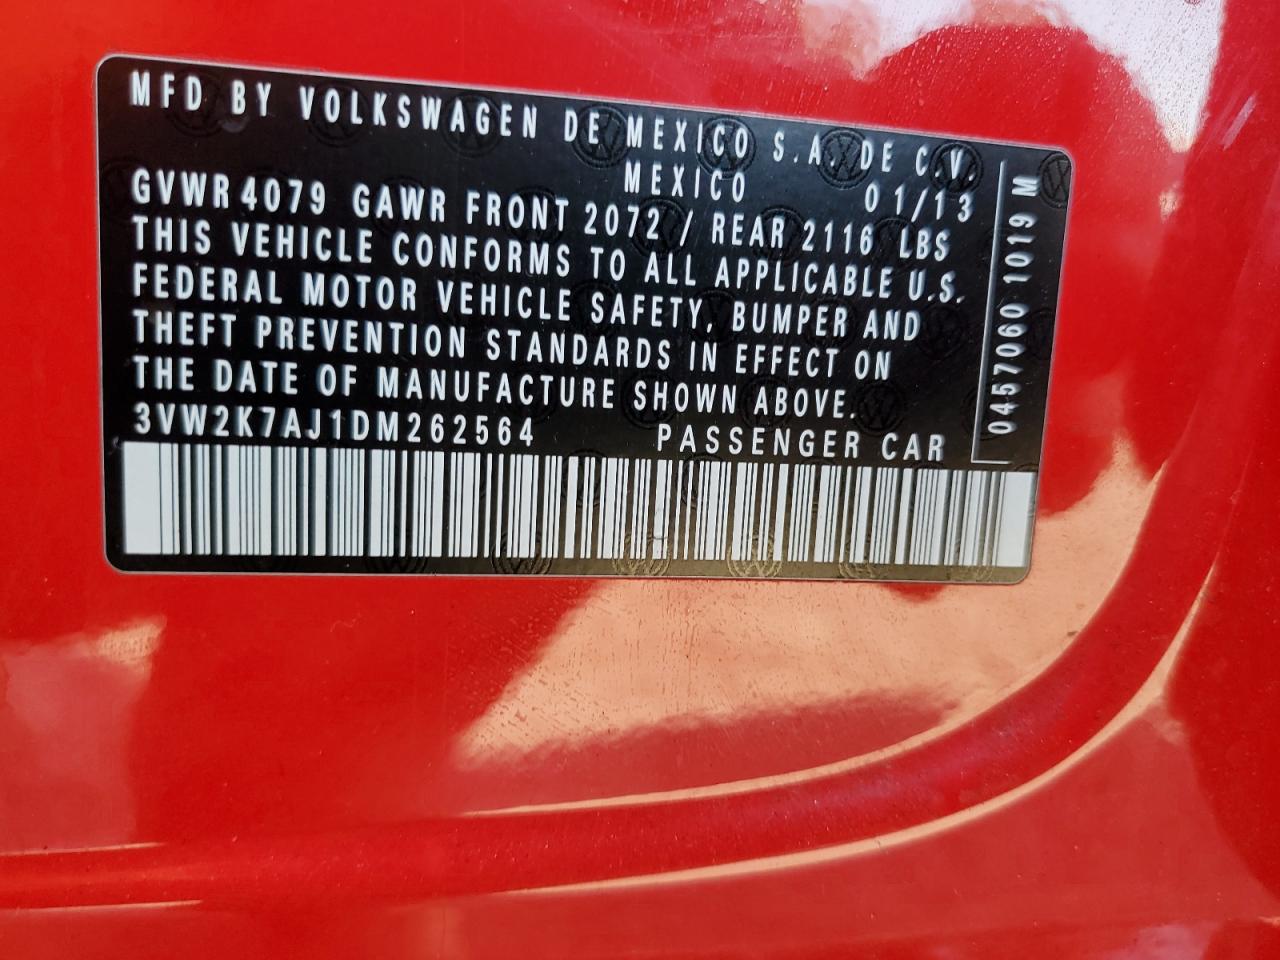 MFD BY VOLKSWAGEN DE MEXICO S.A. DE C.V.
MEXICO 01/13
GVWR 4079 GAWR FRONT 2072 / REAR 2116 LBS
THIS VEHICLE CONFORMS TO ALL APPLICABLE U.S.
FEDERAL MOTOR VEHICLE SAFETY, BUMPER AND
THEFT PREVENTION STANDARDS IN EFFECT ON
THE DATE OF MANUFACTURE SHOWN ABOVE.
3VW2K7AJ1DM262564 PASSENGER CAR
0457060 1019 M